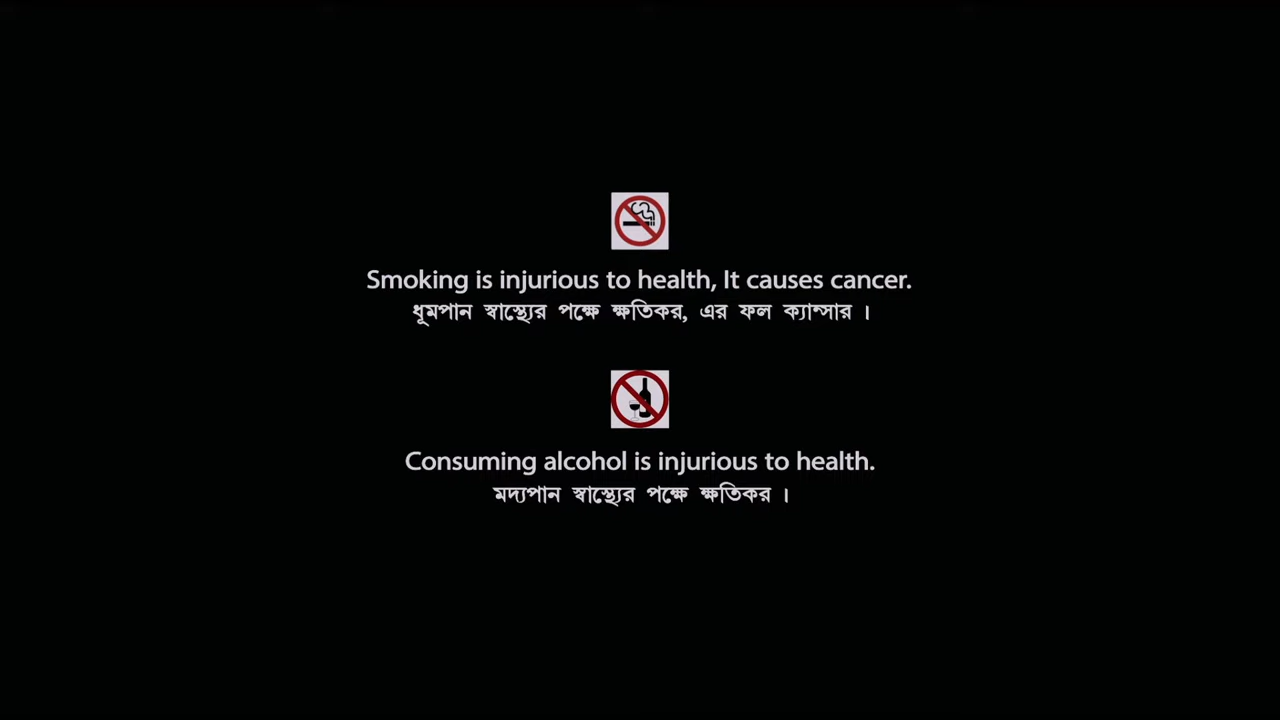 Smoking is injurious to health, It causes cancer.
ধূমপান স্বাস্থ্যের পক্ষে ক্ষতিকর, এর ফল ক্যান্সার ।
Consuming alcohol is injurious to health.
মদ্যপান স্বাস্থ্যের পক্ষে ক্ষতিকর ।